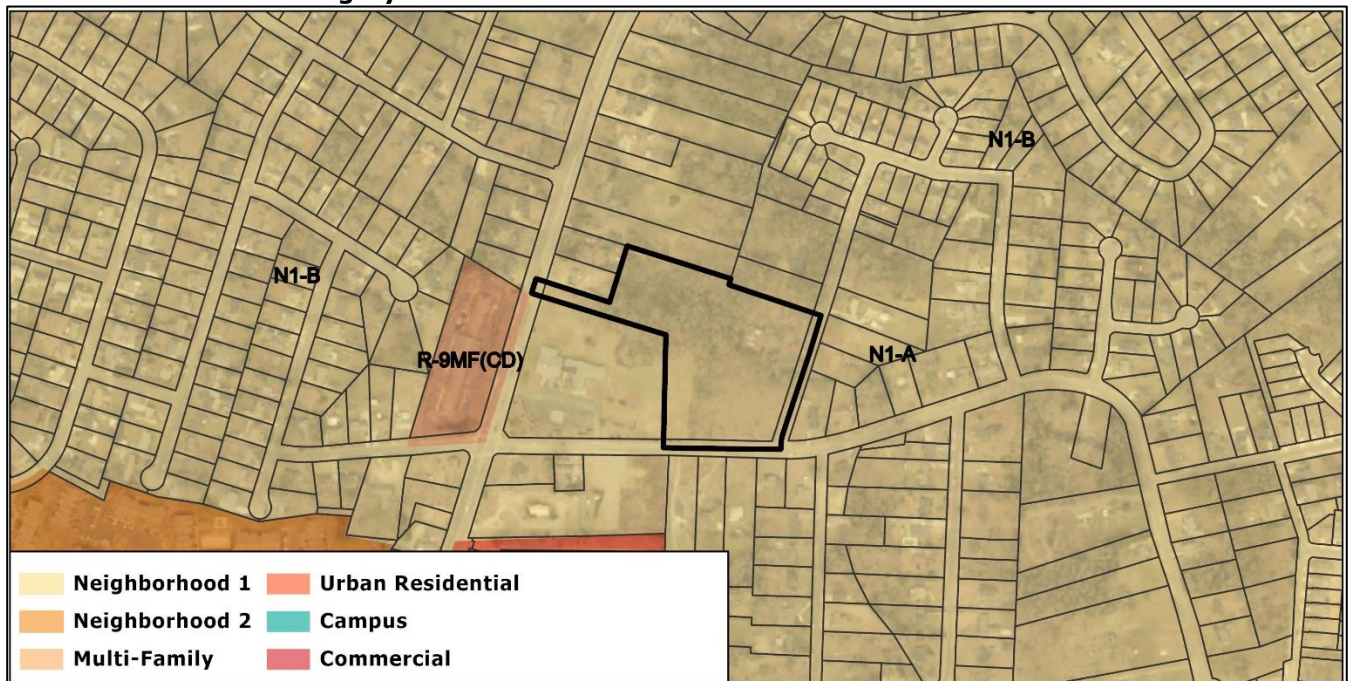 N1-B
N1-B
R-9MF(CD)
N1-A
Neighborhood 1
Urban Residential
Neighborhood 2
Campus
Multi-Family
Commercial